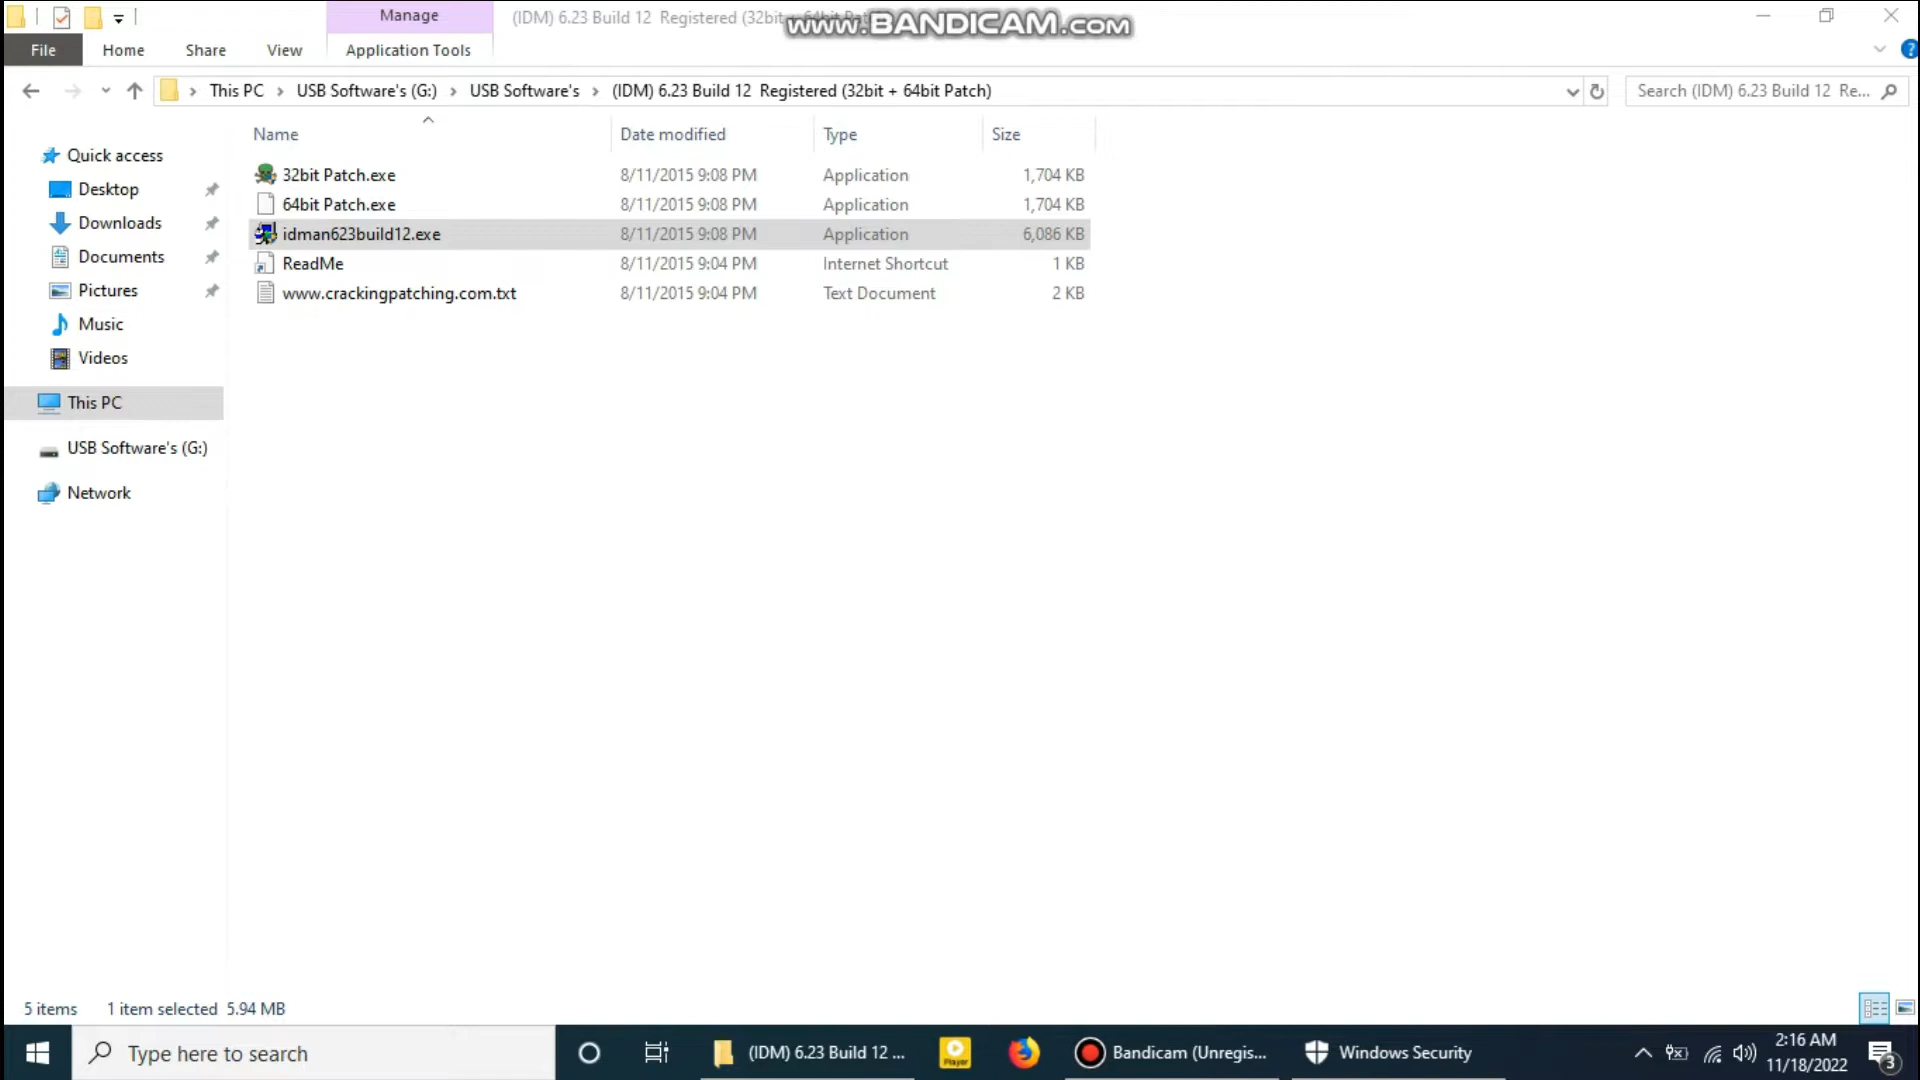 Manage
(IDM) 6.23 Build 12 Registered (32bit + 64bit Pat
www.BANDICAM.com
File Home Share View Application Tools
This PC USB Software's (G:) USB Software's (IDM) 6.23 Build 12 Registered (32bit + 64bit Patch)
Search (IDM) 6.23 Build 12 Re...
Name Date modified Type Size
32bit Patch.exe 8/11/2015 9:08 PM Application 1,704 KB
64bit Patch.exe 8/11/2015 9:08 PM Application 1,704 KB
idman623build12.exe 8/11/2015 9:08 PM Application 6,086 KB
ReadMe 8/11/2015 9:04 PM Internet Shortcut 1 KB
www.crackingpatching.com.txt 8/11/2015 9:04 PM Text Document 2 KB
Quick access
Desktop
Downloads
Documents
Pictures
Music
Videos
This PC
USB Software's (G:)
Network
5 items 1 item selected 5.94 MB
Type here to search
(IDM) 6.23 Build 12 ...
Player
Bandicam (Unregis...
Windows Security
2:16 AM
11/18/2022
3